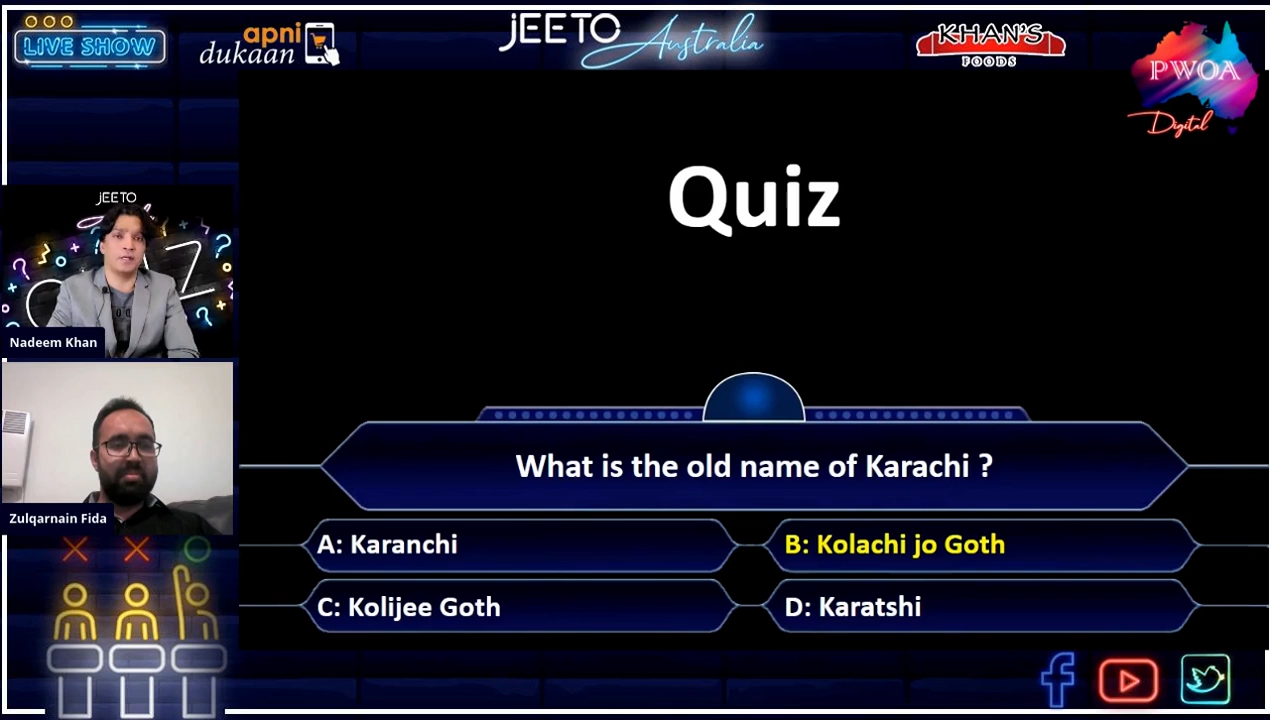 LIVE SHOW
apni
dukaan
JEETO Australia
KHAN'S
FOODS
PWOA
Digital
Quiz
JEETO
Nadeem Khan
Zulqarnain Fida
What is the old name of Karachi ?
A: Karanchi
B: Kolachi jo Goth
C: Kolijee Goth
D: Karatshi